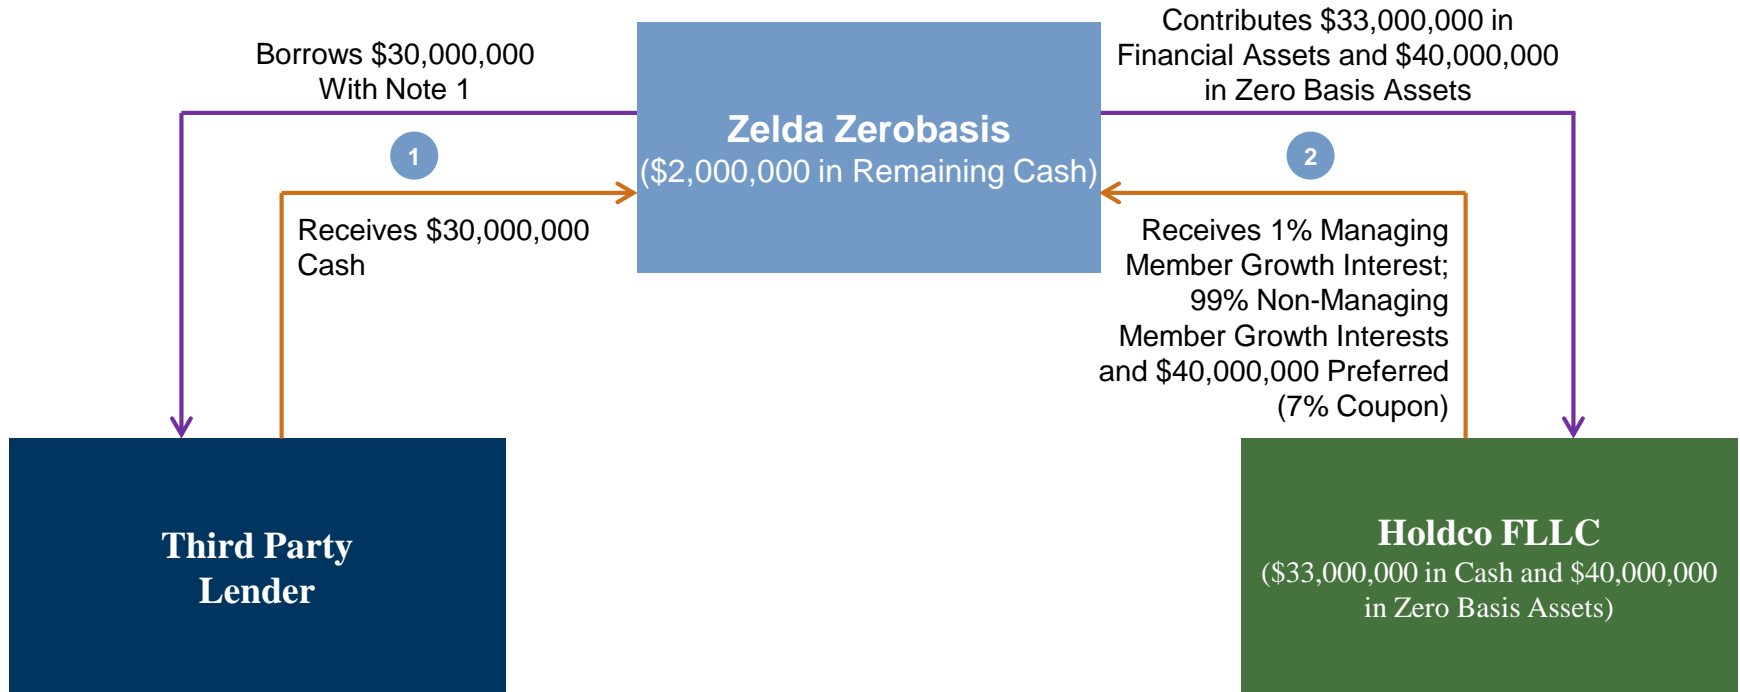 Borrows $30,000,000
With Note 1
1
Receives $30,000,000
Cash
Zelda Zerobasis
($2,000,000 in Remaining Cash)
Contributes $33,000,000 in
Financial Assets and $40,000,000
in Zero Basis Assets
2
Receives 1% Managing
Member Growth Interest;
99% Non-Managing
Member Growth Interests
and $40,000,000 Preferred
(7% Coupon)
Third Party
Lender
Holdco FLLC
($33,000,000 in Cash and $40,000,000
in Zero Basis Assets)